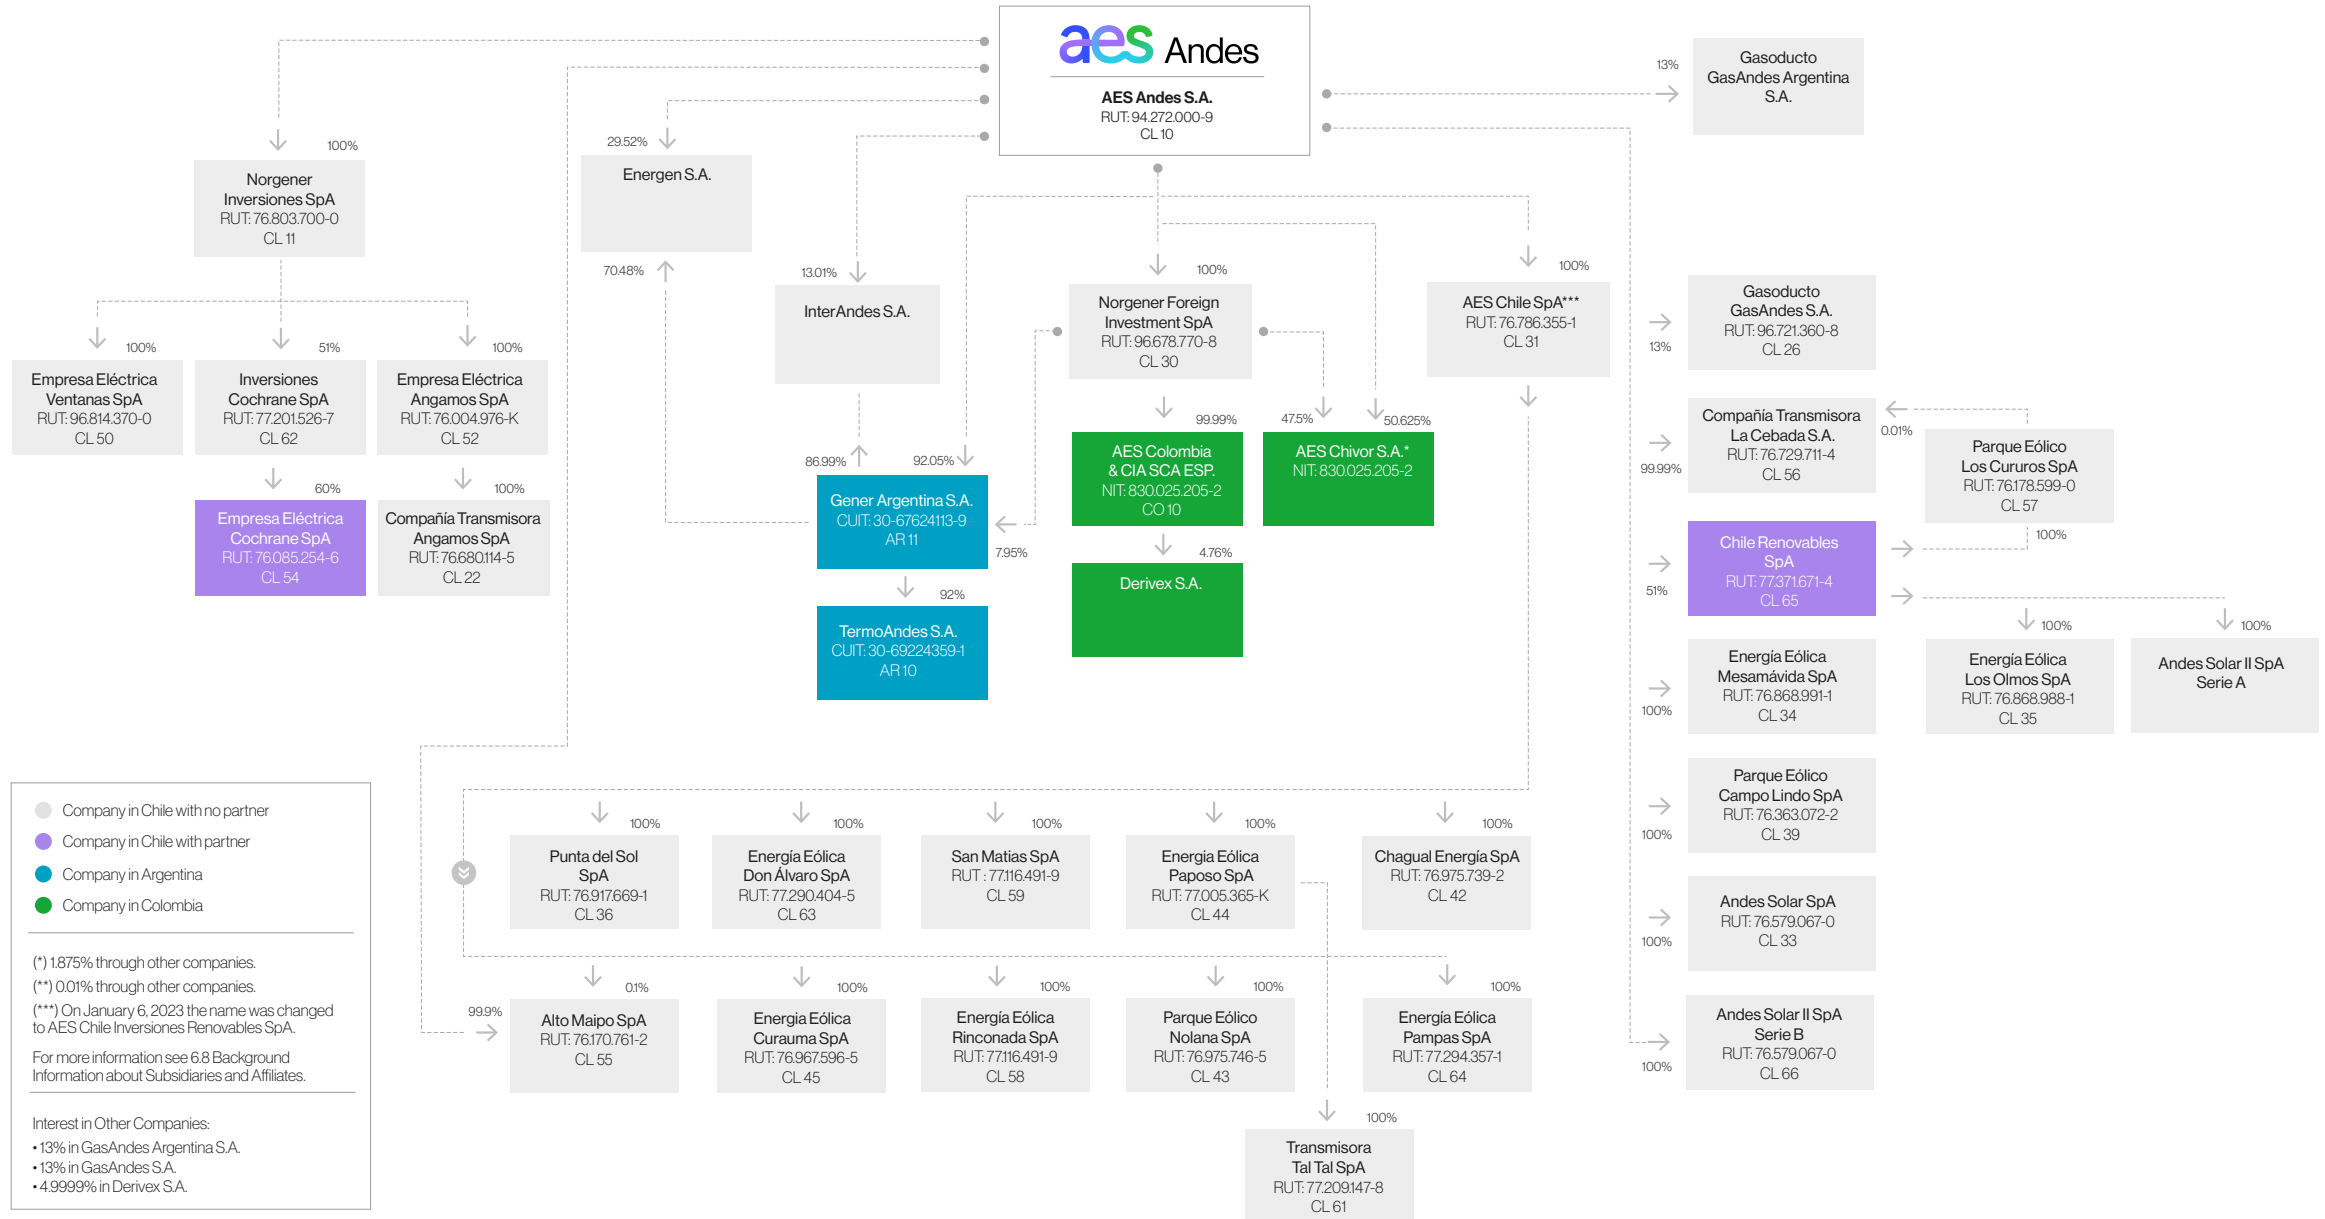 aes Andes
AES Andes S.A.
RUT: 94.272.000-9
CL 10
13%
Gasoducto
GasAndes Argentina
S.A.
100%
Norgener
Inversiones SpA
RUT: 76.803.700-0
CL 11
29.52%
Energen S.A.
70.48%
13.01%
InterAndes S.A.
100%
Norgener Foreign
Investment SpA
RUT: 96.678.770-8
CL 30
100%
AES Chile SpA***
RUT: 76.786.355-1
CL 31
13%
Gasoducto
GasAndes S.A.
RUT: 96.721.360-8
CL 26
100%
Empresa Eléctrica
Ventanas SpA
RUT: 96.814.370-0
CL 50
51%
Inversiones
Cochrane SpA
RUT: 77.201.526-7
CL 62
100%
Empresa Eléctrica
Angamos SpA
RUT: 76.004.976-K
CL 52
60%
Empresa Eléctrica
Cochrane SpA
RUT: 76.085.254-6
CL 54
100%
Compañía Transmisora
Angamos SpA
RUT: 76.680.114-5
CL 22
86.99%
92.05%
Gener Argentina S.A.
CUIT: 30-67624113-9
AR 11
7.95%
92%
TermoAndes S.A.
CUIT: 30-69224359-1
AR 10
99.99%
AES Colombia
& CIA SCA ESP.
NIT: 830.025.205-2
CO 10
47.5%
50.625%
AES Chivor S.A.*
NIT: 830.025.205-2
4.76%
Derivex S.A.
99.99%
Compañía Transmisora
La Cebada S.A.
RUT: 76.729.711-4
CL 56
0.01%
Parque Eólico
Los Cururos SpA
RUT: 76.178.599-0
CL 57
100%
51%
Chile Renovables
SpA
RUT: 77.371.671-4
CL 65
100%
Energía Eólica
Mesamávida SpA
RUT: 76.868.991-1
CL 34
100%
Energía Eólica
Los Olmos SpA
RUT: 76.868.988-1
CL 35
100%
Andes Solar II SpA
Serie A
100%
Parque Eólico
Campo Lindo SpA
RUT: 76.363.072-2
CL 39
100%
Andes Solar SpA
RUT: 76.579.067-0
CL 33
100%
Andes Solar II SpA
Serie B
RUT: 76.579.067-0
CL 66
100%
Punta del Sol
SpA
RUT: 76.917.669-1
CL 36
100%
Energía Eólica
Don Álvaro SpA
RUT: 77.290.404-5
CL 63
100%
San Matias SpA
RUT : 77.116.491-9
CL 59
100%
Energia Eólica
Paposo SpA
RUT: 77.005.365-K
CL 44
100%
Chagual Energía SpA
RUT: 76.975.739-2
CL 42
99.9%
0.1%
Alto Maipo SpA
RUT: 76.170.761-2
CL 55
100%
Energia Eólica
Curauma SpA
RUT: 76.967.596-5
CL 45
100%
Energía Eólica
Rinconada SpA
RUT: 77.116.491-9
CL 58
100%
Parque Eólico
Nolana SpA
RUT: 76.975.746-5
CL 43
100%
Energía Eólica
Pampas SpA
RUT: 77.294.357-1
CL 64
100%
Transmisora
Tal Tal SpA
RUT: 77.209.147-8
CL 61
Company in Chile with no partner
Company in Chile with partner
Company in Argentina
Company in Colombia
(*) 1.875% through other companies.
(**) 0.01% through other companies.
(***) On January 6, 2023 the name was changed
to AES Chile Inversiones Renovables SpA.
For more information see 6.8 Background
Information about Subsidiaries and Affiliates.
Interest in Other Companies:
• 13% in GasAndes Argentina S.A.
• 13% in GasAndes S.A.
• 4.9999% in Derivex S.A.